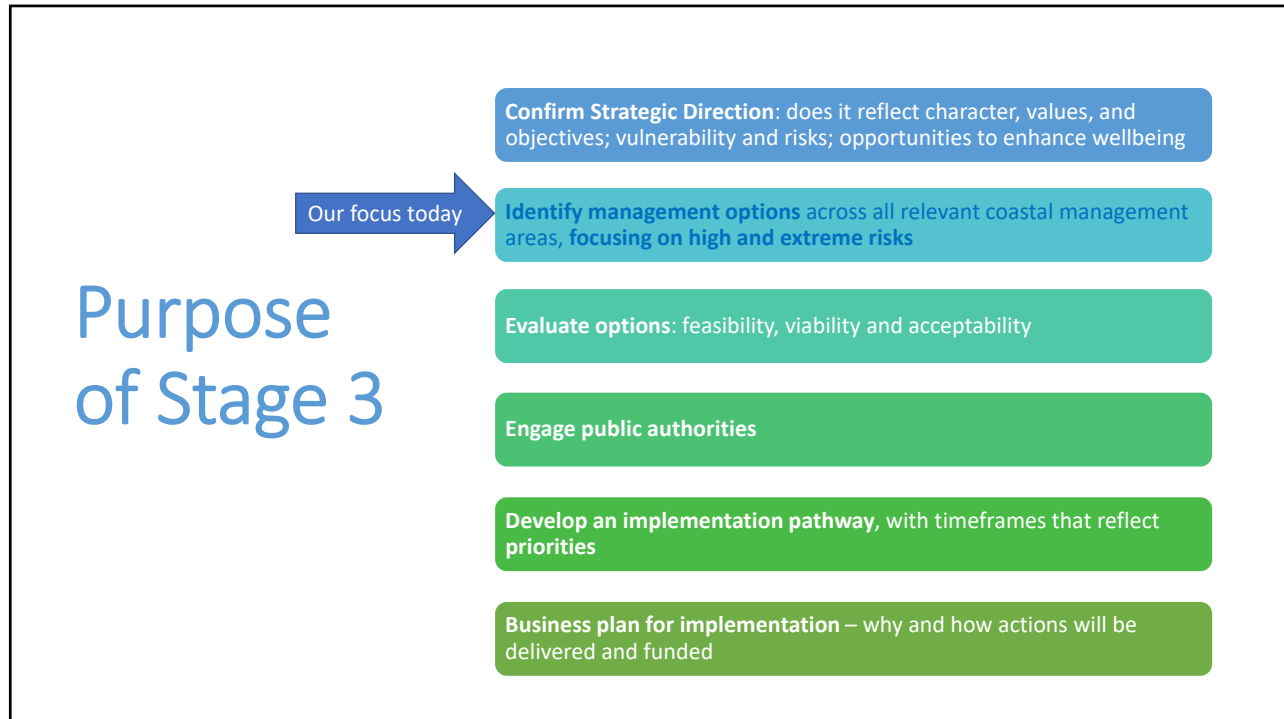 Purpose
of Stage 3
Our focus today
Confirm Strategic Direction: does it reflect character, values, and
objectives; vulnerability and risks; opportunities to enhance wellbeing
Identify management options across all relevant coastal management
areas, focusing on high and extreme risks
Evaluate options: feasibility, viability and acceptability
Engage public authorities
Develop an implementation pathway, with timeframes that reflect
priorities
Business plan for implementation – why and how actions will be
delivered and funded